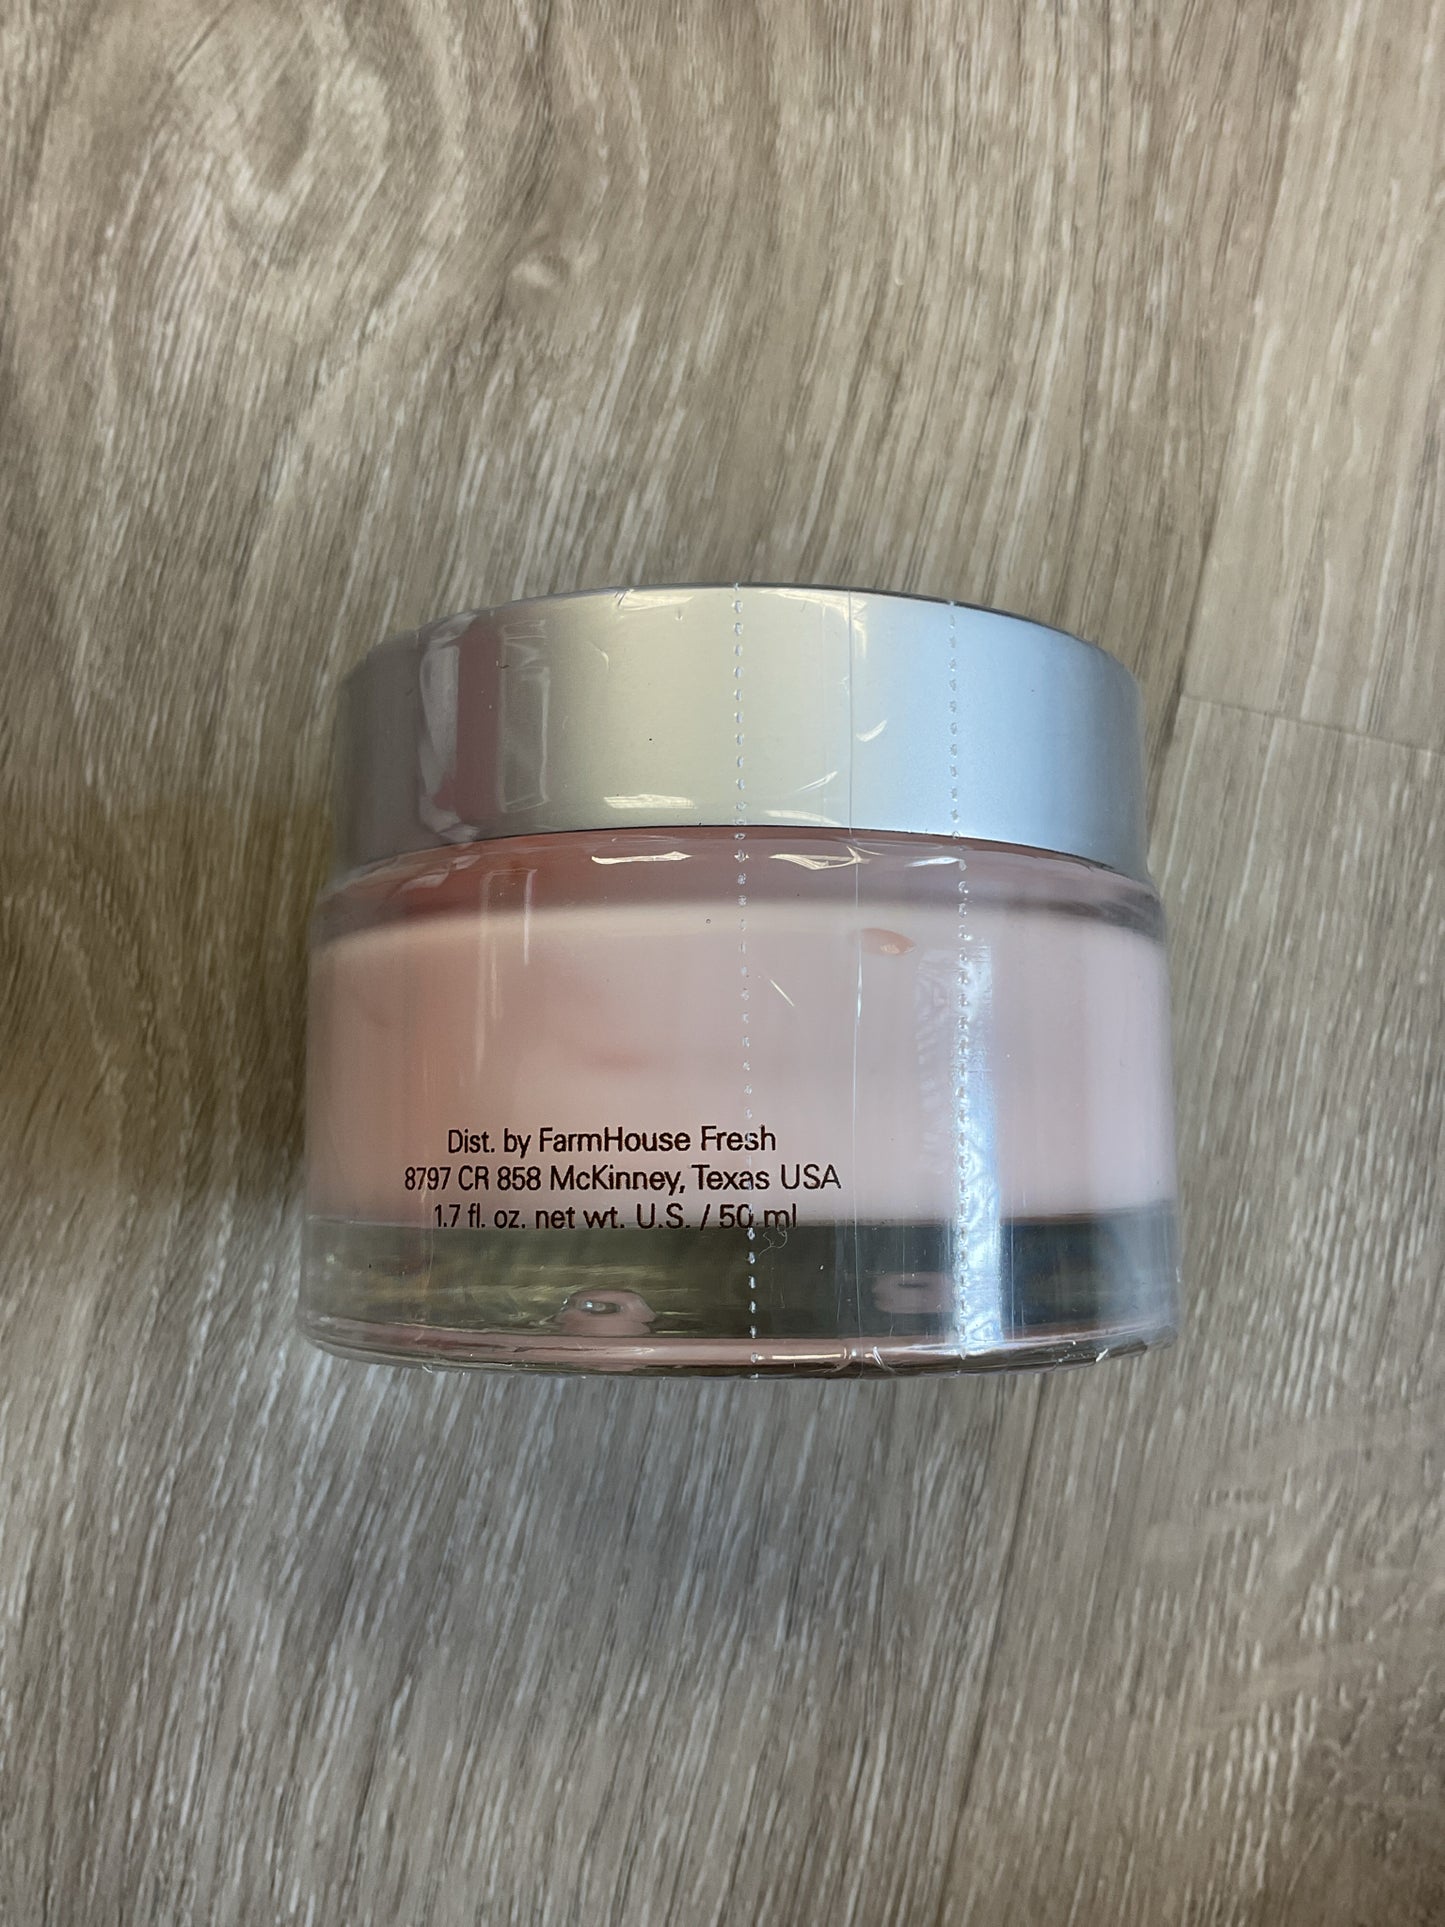 Dist. by FarmHouse Fresh
8797 CR 858 McKinney, Texas USA
1.7 fl. oz. net wt. U.S. / 50 ml